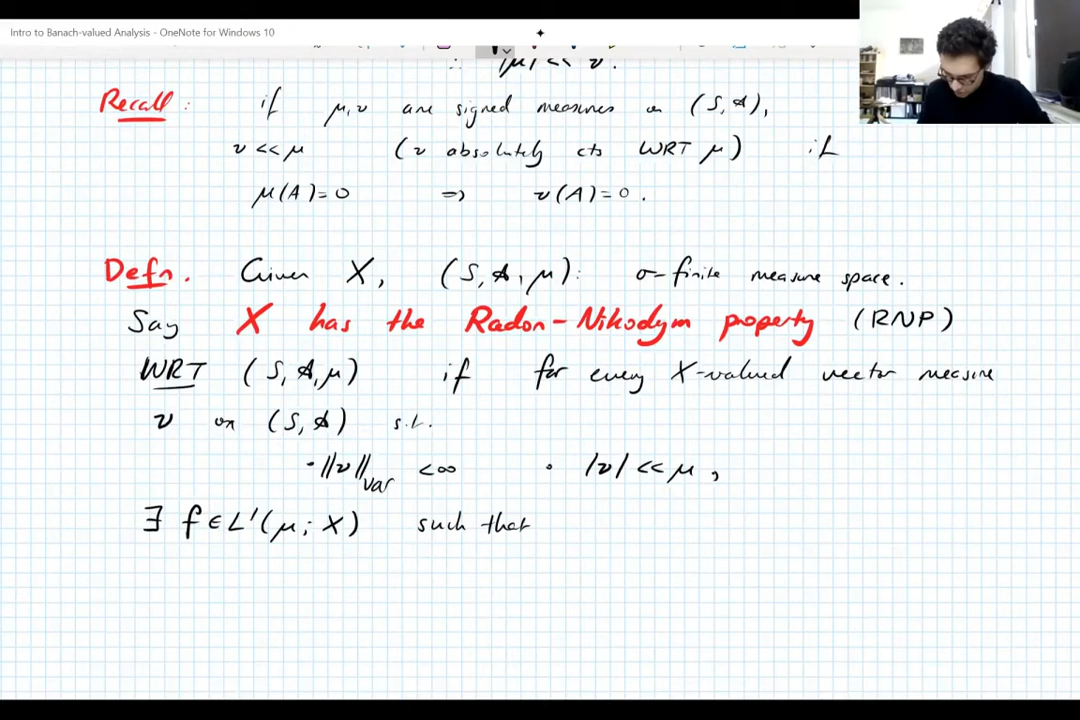 Intro to Banach-valued Analysis - OneNote for Windows 10
∴ |μ| << ν.
Recall: if μ, ν are signed measures on (S, A),
ν << μ (ν absolutely cts WRT μ) if
μ(A)=0 => ν(A)=0.
Defn. Given X, (S, A, μ): σ-finite measure space.
Say X has the Radon-Nikodym property (RNP)
WRT (S, A, μ) if for every X-valued vector measure
ν on (S, A) s.t.
• ||ν||var <∞ • |ν| << μ,
∃ f ∈ L¹(μ; X) such that